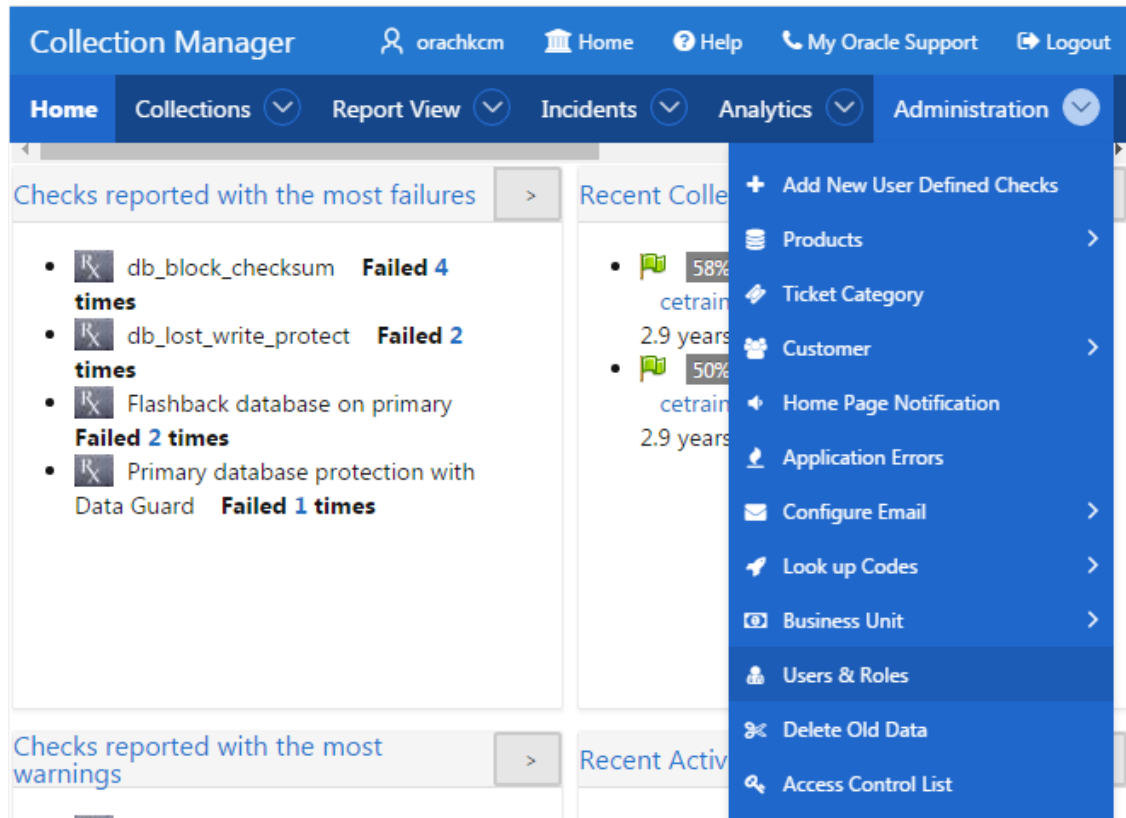 Collection Manager orachkcm Home Help My Oracle Support Logout
Home Collections Report View Incidents Analytics Administration
Checks reported with the most failures >
db_block_checksum Failed 4
times
db_lost_write_protect Failed 2
times
Flashback database on primary
Failed 2 times
Primary database protection with
Data Guard Failed 1 times
Recent Colle
58%
cetrain
2.9 years
50%
cetrain
2.9 years
Add New User Defined Checks
Products
Ticket Category
Customer
Home Page Notification
Application Errors
Configure Email
Look up Codes
Business Unit
Users & Roles
Delete Old Data
Access Control List
Checks reported with the most
warnings >
Recent Activ